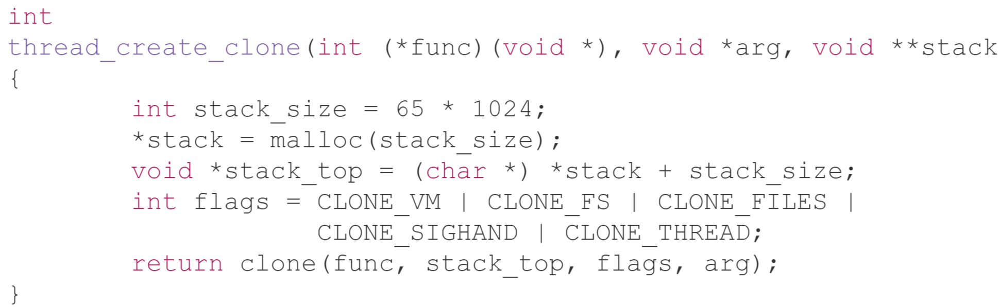 int
thread_create_clone(int (*func)(void *), void *arg, void **stack
{
        int stack_size = 65 * 1024;
        *stack = malloc(stack_size);
        void *stack_top = (char *) *stack + stack_size;
        int flags = CLONE_VM | CLONE_FS | CLONE_FILES |
                    CLONE_SIGHAND | CLONE_THREAD;
        return clone(func, stack_top, flags, arg);
}